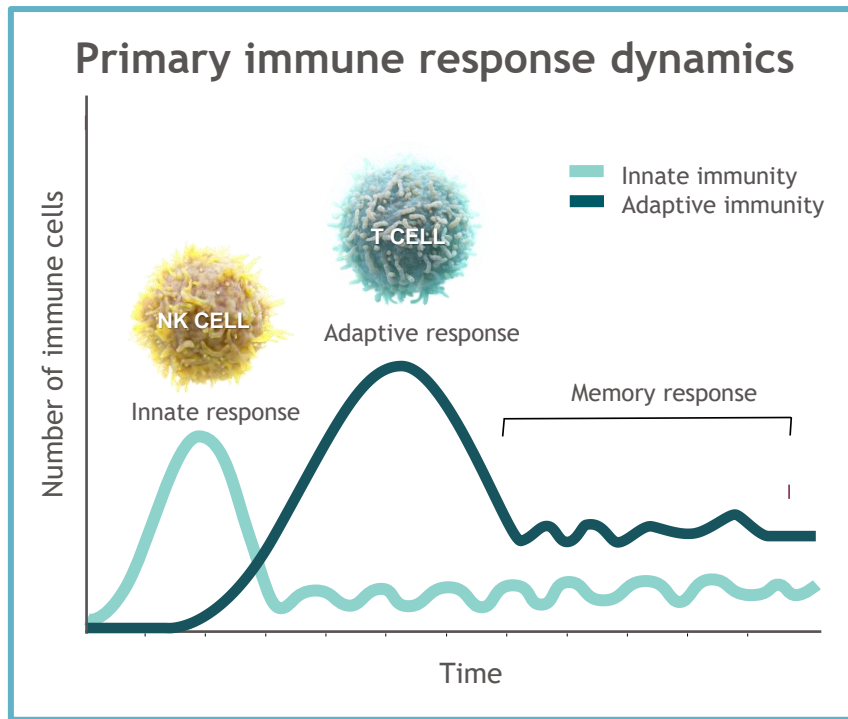 Primary immune response dynamics
Number of immune cells
Innate immunity
Adaptive immunity
T CELL
NK CELL
Adaptive response
Innate response
Memory response
Time